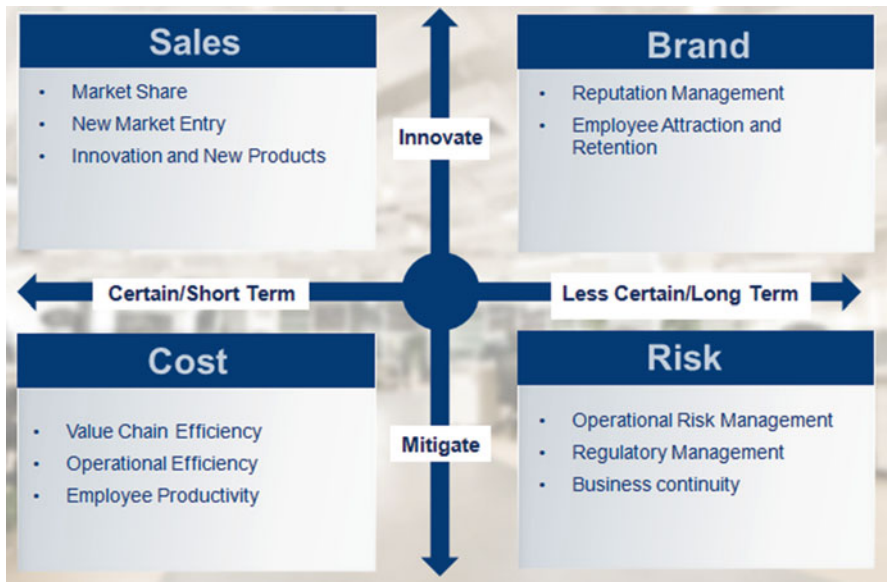 Sales
• Market Share
• New Market Entry
• Innovation and New Products
Brand
• Reputation Management
• Employee Attraction and
Retention
Innovate
Certain/Short Term
Less Certain/Long Term
Cost
• Value Chain Efficiency
• Operational Efficiency
• Employee Productivity
Risk
• Operational Risk Management
• Regulatory Management
• Business continuity
Mitigate